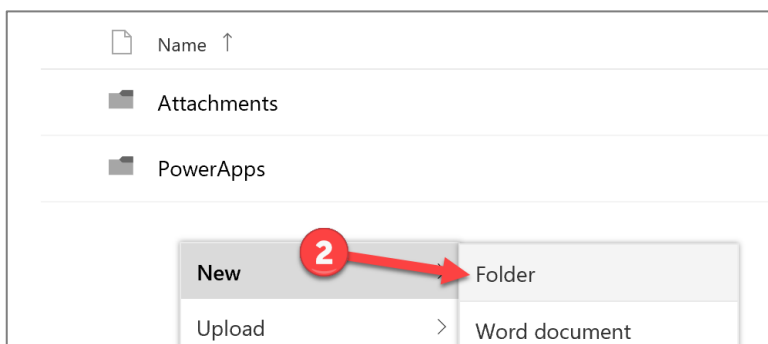 Name ↑
Attachments
PowerApps
New
2
Folder
Upload
Word document